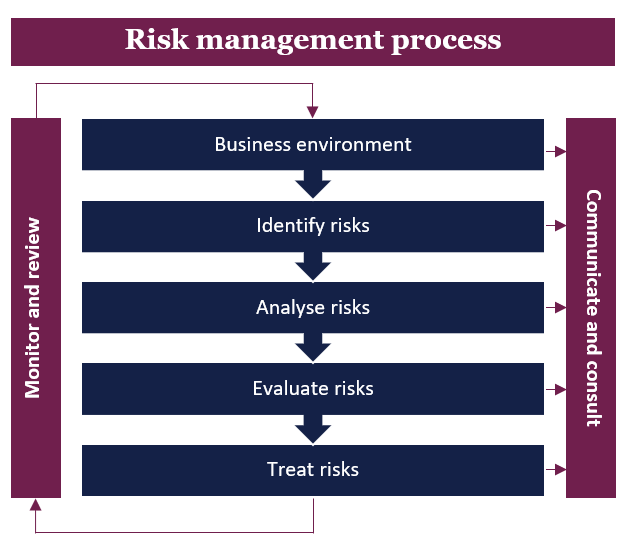 Risk management process
Business environment
Identify risks
Analyse risks
Evaluate risks
Treat risks
Monitor and review
Communicate and consult